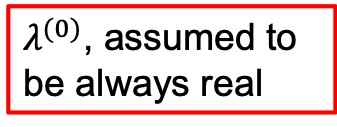 λ⁽⁰⁾, assumed to
be always real